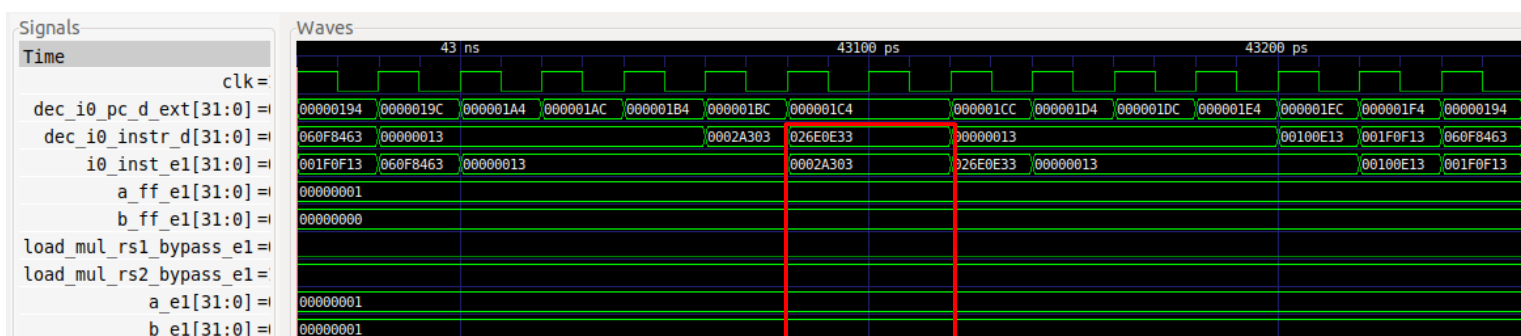 Signals Waves
Time 43 ns 43100 ps 43200 ps
clk =
dec_i0_pc_d_ext[31:0] = 00000194 0000019C 000001A4 000001AC 000001B4 000001BC 000001C4 000001CC 000001D4 000001DC 000001E4 000001EC 000001F4 00000194
dec_i0_instr_d[31:0] = 060F8463 00000013 0002A303 026E0E33 00000013 00100E13 001F0F13 060F8463
i0_inst_e1[31:0] = 001F0F13 060F8463 00000013 0002A303 026E0E33 00000013 00100E13 001F0F13
a_ff_e1[31:0] = 00000001
b_ff_e1[31:0] = 00000000
load_mul_rs1_bypass_e1 =
load_mul_rs2_bypass_e1 =
a_e1[31:0] = 00000001
b_e1[31:0] = 00000001